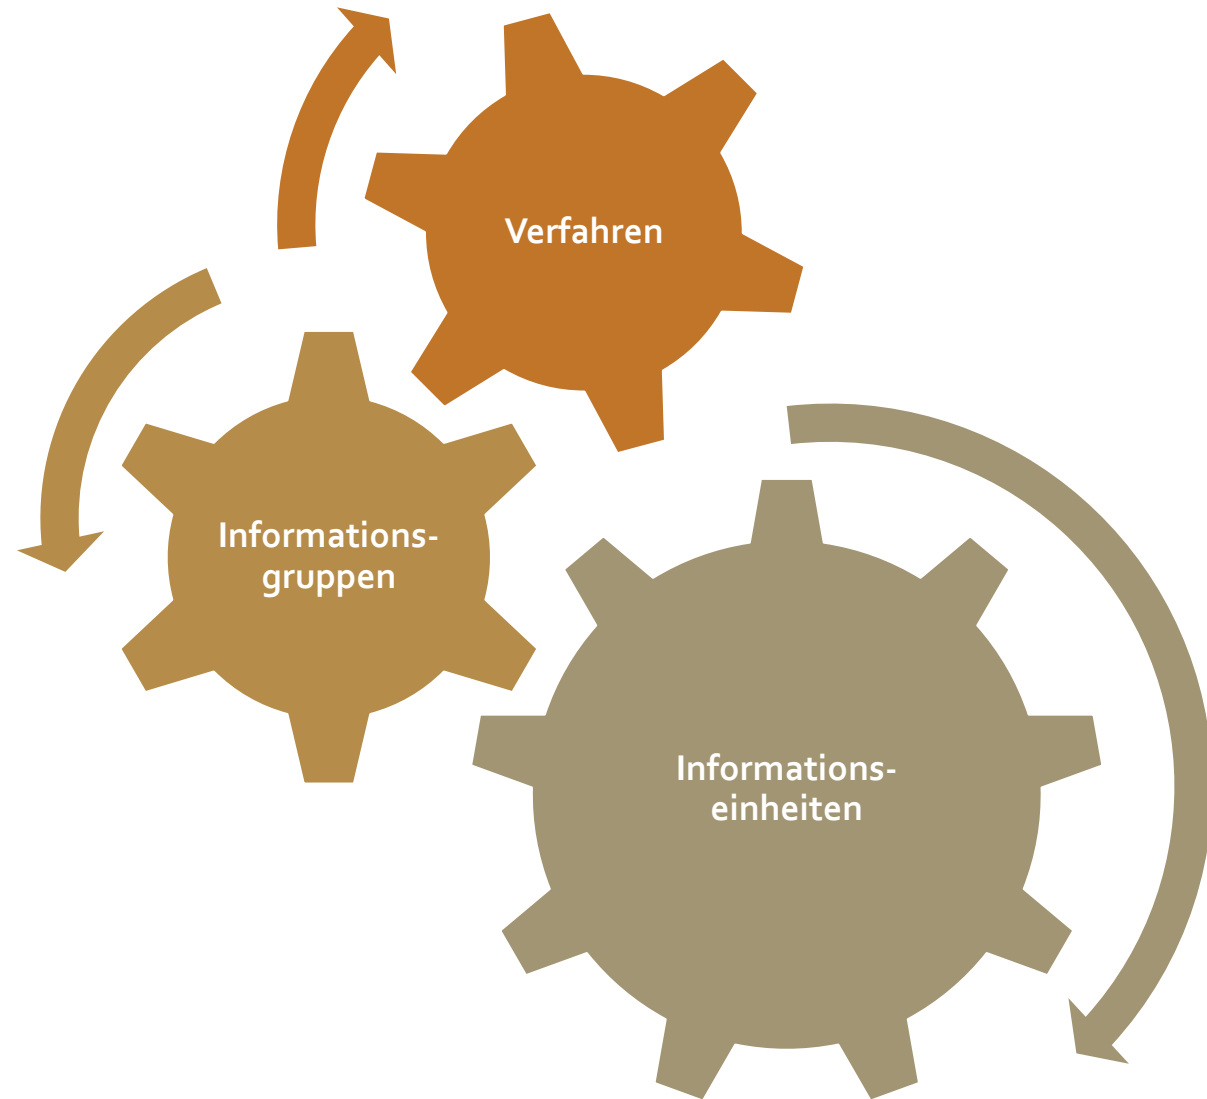 Verfahren
Informations-
gruppen
Informations-
einheiten